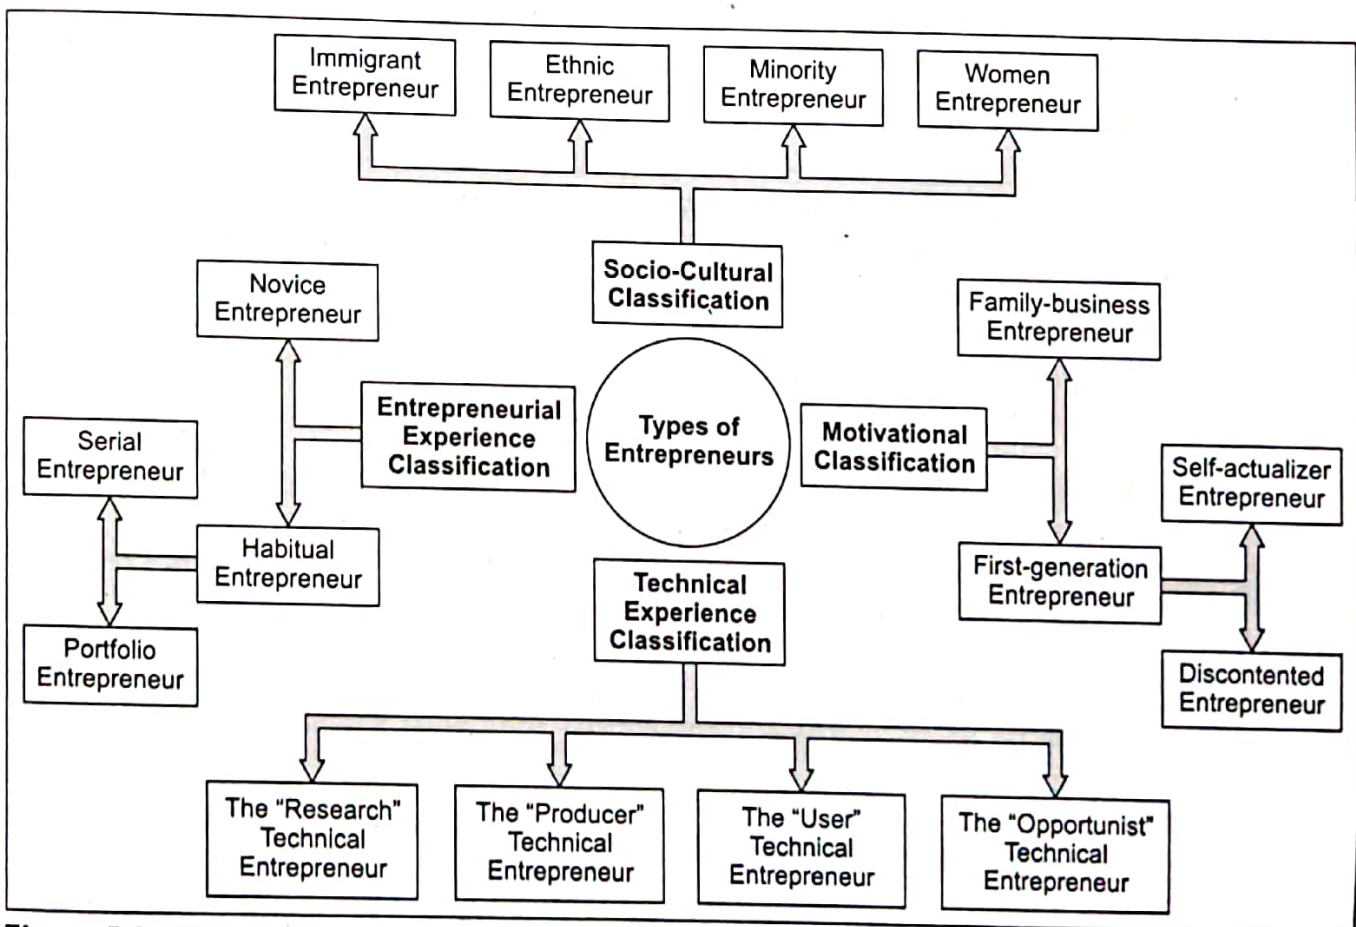 Immigrant
Entrepreneur
Ethnic
Entrepreneur
Minority
Entrepreneur
Women
Entrepreneur
Socio-Cultural
Classification
Novice
Entrepreneur
Family-business
Entrepreneur
Entrepreneurial
Experience
Classification
Types of
Entrepreneurs
Motivational
Classification
Serial
Entrepreneur
Self-actualizer
Entrepreneur
Habitual
Entrepreneur
First-generation
Entrepreneur
Technical
Experience
Classification
Portfolio
Entrepreneur
Discontented
Entrepreneur
The "Research"
Technical
Entrepreneur
The "Producer"
Technical
Entrepreneur
The "User"
Technical
Entrepreneur
The "Opportunist"
Technical
Entrepreneur